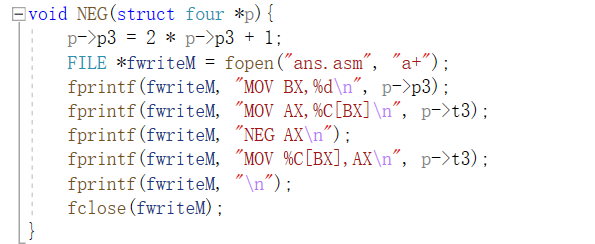 void NEG(struct four *p){
p->p3 = 2 * p->p3 + 1;
FILE *fwriteM = fopen("ans.asm", "a+");
fprintf(fwriteM, "MOV BX,%d\n", p->p3);
fprintf(fwriteM, "MOV AX,%C[BX]\n", p->t3);
fprintf(fwriteM, "NEG AX\n");
fprintf(fwriteM, "MOV %C[BX],AX\n", p->t3);
fprintf(fwriteM, "\n");
fclose(fwriteM);
}